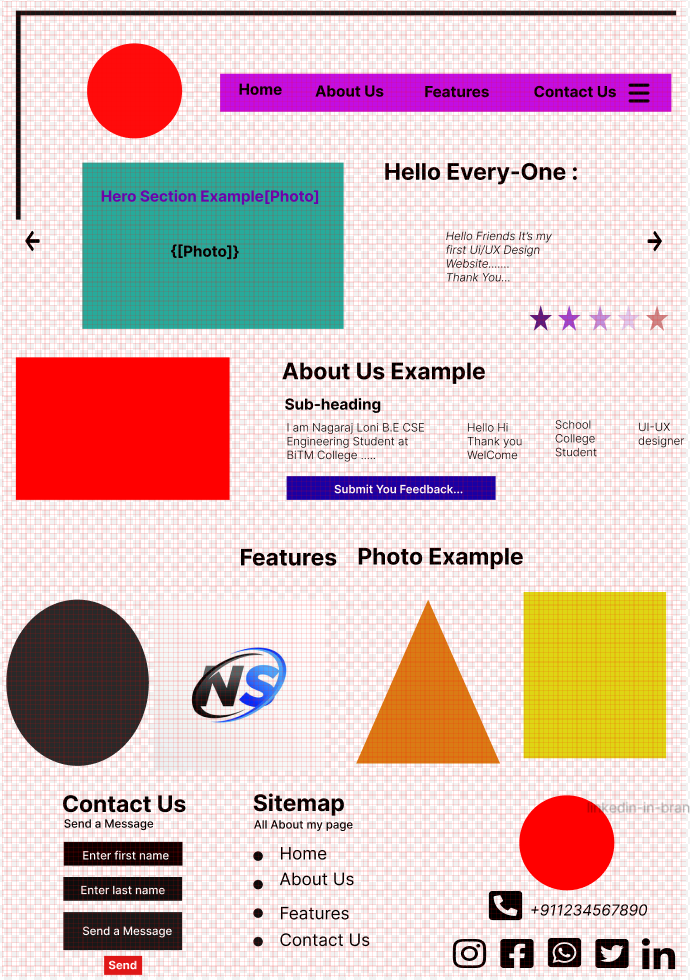 Home
About Us
Features
Contact Us
Hello Every-One :
Hero Section Example[Photo]
{[Photo]}
Hello Friends It's my
first Ui/UX Design
Website.......
Thank You...
About Us Example
Sub-heading
I am Nagaraj Loni B.E CSE
Engineering Student at
BiTM College .....
Hello Hi
Thank you
WelCome
School
College
Student
UI-UX
designer
Submit You Feedback...
Features
Photo Example
NS
Contact Us
Send a Message
Enter first name
Enter last name
Send a Message
Send
Sitemap
All About my page
Home
About Us
Features
Contact Us
linkedin-in-bran
+911234567890
in